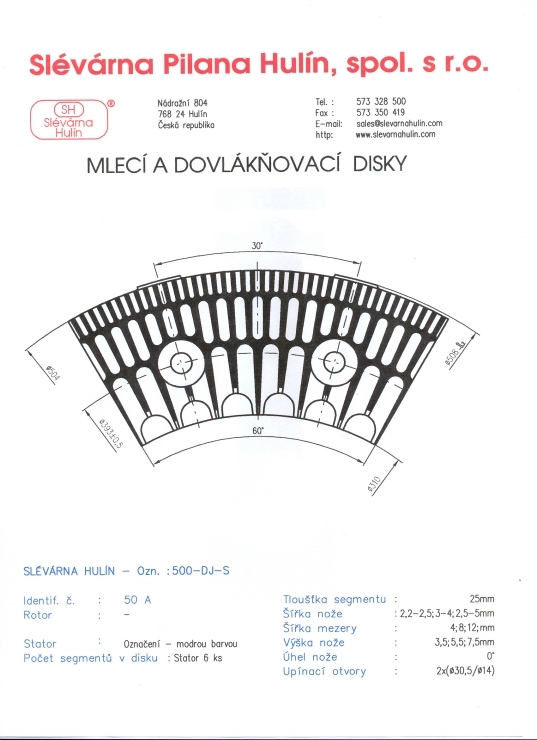 Slévárna Pilana Hulín, spol. s r.o.
SH
Slévárna
Hulín
®
Nádražní 804
768 24 Hulín
Česká republika
Tel. : 573 328 500
Fax : 573 350 419
E-mail: sales@slevarnahulin.com
http: www.slevarnahulin.com
MLECÍ A DOVLÁKŇOVACÍ DISKY
30°
ø504
ø508
ø393±0,5
60°
ø310
SLÉVÁRNA HULÍN – Ozn. :500-DJ-S
Identif. č. : 50 A
Rotor : –
Stator : Označení – modrou barvou
Počet segmentů v disku : Stator 6 ks
Tloušťka segmentu : 25mm
Šířka nože : 2,2-2,5;3-4;2,5-5mm
Šířka mezery : 4;8;12;mm
Výška nože : 3,5;5,5;7,5mm
Úhel nože : 0°
Upínací otvory : 2x(ø30,5/ø14)